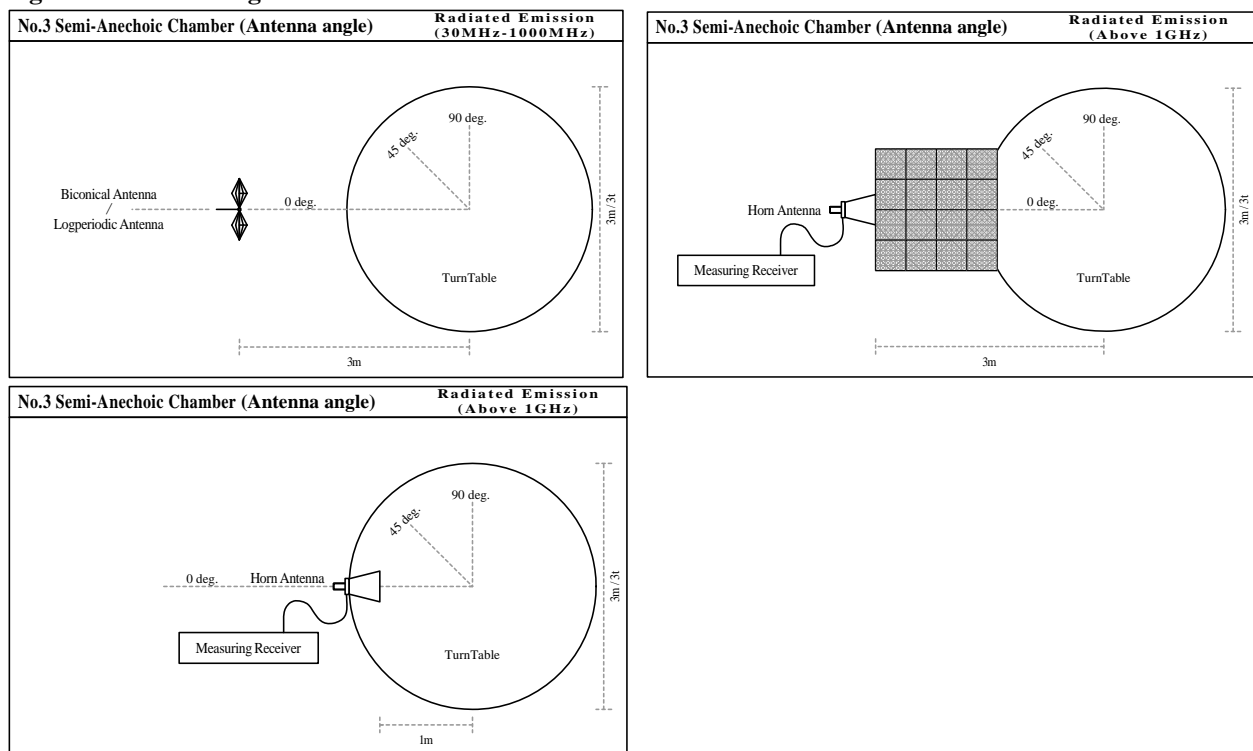 No.3 Semi-Anechoic Chamber (Antenna angle)
Radiated Emission
(30MHz-1000MHz)
90 deg.
45 deg.
Biconical Antenna
/
Logperiodic Antenna
0 deg.
3m / 3t
TurnTable
3m
No.3 Semi-Anechoic Chamber (Antenna angle)
Radiated Emission
(Above 1GHz)
90 deg.
45 deg.
Horn Antenna
0 deg.
3m / 3t
Measuring Receiver
TurnTable
3m
No.3 Semi-Anechoic Chamber (Antenna angle)
Radiated Emission
(Above 1GHz)
90 deg.
45 deg.
0 deg.
Horn Antenna
3m / 3t
Measuring Receiver
TurnTable
1m